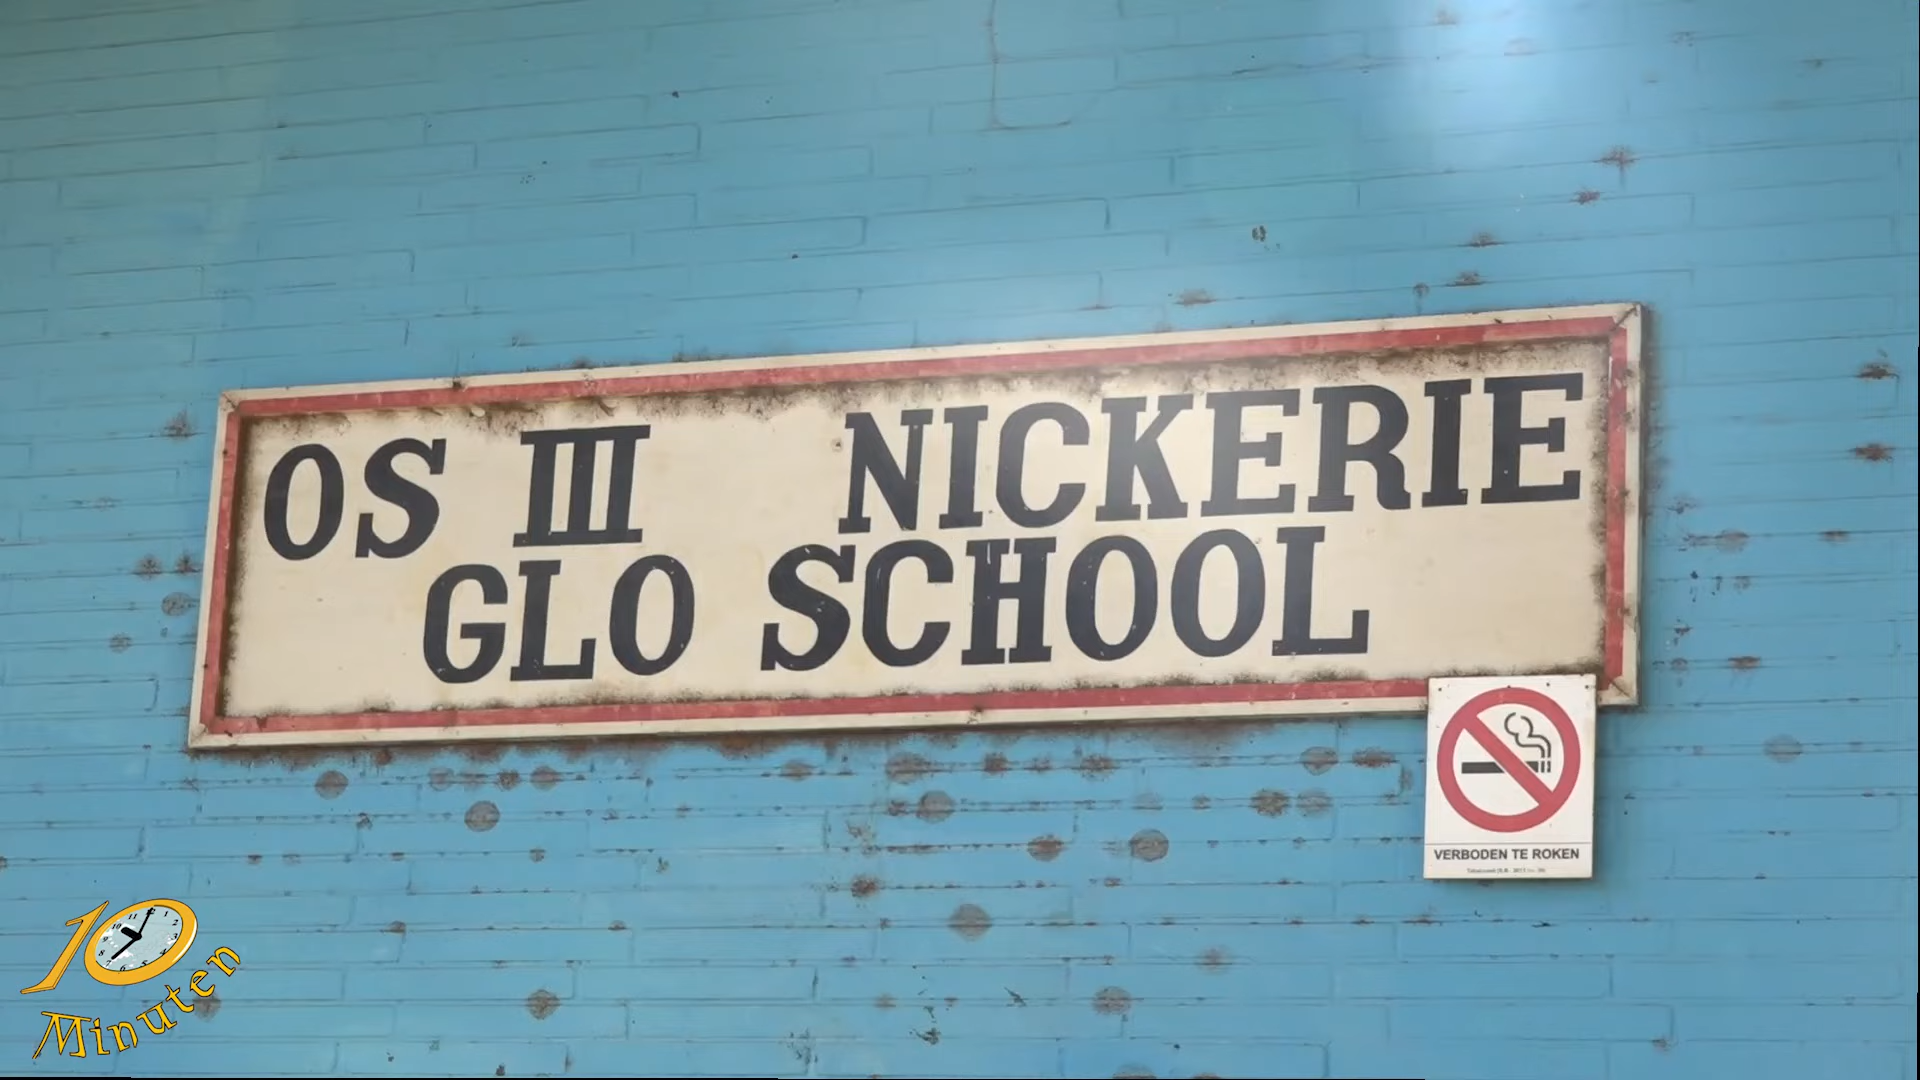 OS III NICKERIE
GLO SCHOOL
VERBODEN TE ROKEN
10
Minuten